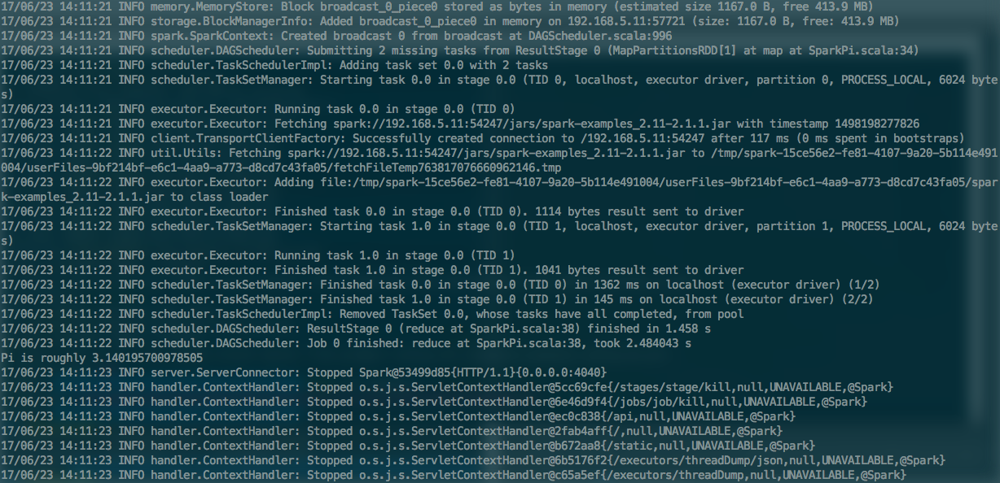 17/06/23 14:11:21 INFO memory.MemoryStore: Block broadcast_0_piece0 stored as bytes in memory (estimated size 1167.0 B, free 413.9 MB)
17/06/23 14:11:21 INFO storage.BlockManagerInfo: Added broadcast_0_piece0 in memory on 192.168.5.11:57721 (size: 1167.0 B, free: 413.9 MB)
17/06/23 14:11:21 INFO spark.SparkContext: Created broadcast 0 from broadcast at DAGScheduler.scala:996
17/06/23 14:11:21 INFO scheduler.DAGScheduler: Submitting 2 missing tasks from ResultStage 0 (MapPartitionsRDD[1] at map at SparkPi.scala:34)
17/06/23 14:11:21 INFO scheduler.TaskSchedulerImpl: Adding task set 0.0 with 2 tasks
17/06/23 14:11:21 INFO scheduler.TaskSetManager: Starting task 0.0 in stage 0.0 (TID 0, localhost, executor driver, partition 0, PROCESS_LOCAL, 6024 byte
s)
17/06/23 14:11:21 INFO executor.Executor: Running task 0.0 in stage 0.0 (TID 0)
17/06/23 14:11:21 INFO executor.Executor: Fetching spark://192.168.5.11:54247/jars/spark-examples_2.11-2.1.1.jar with timestamp 1498198277826
17/06/23 14:11:21 INFO client.TransportClientFactory: Successfully created connection to /192.168.5.11:54247 after 117 ms (0 ms spent in bootstraps)
17/06/23 14:11:22 INFO util.Utils: Fetching spark://192.168.5.11:54247/jars/spark-examples_2.11-2.1.1.jar to /tmp/spark-15ce56e2-fe81-4107-9a20-5b114e491
004/userFiles-9bf214bf-e6c1-4aa9-a773-d8cd7c43fa05/fetchFileTemp763817076660962146.tmp
17/06/23 14:11:22 INFO executor.Executor: Adding file:/tmp/spark-15ce56e2-fe81-4107-9a20-5b114e491004/userFiles-9bf214bf-e6c1-4aa9-a773-d8cd7c43fa05/spar
k-examples_2.11-2.1.1.jar to class loader
17/06/23 14:11:22 INFO executor.Executor: Finished task 0.0 in stage 0.0 (TID 0). 1114 bytes result sent to driver
17/06/23 14:11:22 INFO scheduler.TaskSetManager: Starting task 1.0 in stage 0.0 (TID 1, localhost, executor driver, partition 1, PROCESS_LOCAL, 6024 byte
s)
17/06/23 14:11:22 INFO executor.Executor: Running task 1.0 in stage 0.0 (TID 1)
17/06/23 14:11:22 INFO executor.Executor: Finished task 1.0 in stage 0.0 (TID 1). 1041 bytes result sent to driver
17/06/23 14:11:22 INFO scheduler.TaskSetManager: Finished task 0.0 in stage 0.0 (TID 0) in 1362 ms on localhost (executor driver) (1/2)
17/06/23 14:11:22 INFO scheduler.TaskSetManager: Finished task 1.0 in stage 0.0 (TID 1) in 145 ms on localhost (executor driver) (2/2)
17/06/23 14:11:22 INFO scheduler.TaskSchedulerImpl: Removed TaskSet 0.0, whose tasks have all completed, from pool
17/06/23 14:11:22 INFO scheduler.DAGScheduler: ResultStage 0 (reduce at SparkPi.scala:38) finished in 1.458 s
17/06/23 14:11:22 INFO scheduler.DAGScheduler: Job 0 finished: reduce at SparkPi.scala:38, took 2.484043 s
Pi is roughly 3.140195700978505
17/06/23 14:11:23 INFO server.ServerConnector: Stopped Spark@53499d85{HTTP/1.1}{0.0.0.0:4040}
17/06/23 14:11:23 INFO handler.ContextHandler: Stopped o.s.j.s.ServletContextHandler@5cc69cfe{/stages/stage/kill,null,UNAVAILABLE,@Spark}
17/06/23 14:11:23 INFO handler.ContextHandler: Stopped o.s.j.s.ServletContextHandler@6e46d9f4{/jobs/job/kill,null,UNAVAILABLE,@Spark}
17/06/23 14:11:23 INFO handler.ContextHandler: Stopped o.s.j.s.ServletContextHandler@ec0c838{/api,null,UNAVAILABLE,@Spark}
17/06/23 14:11:23 INFO handler.ContextHandler: Stopped o.s.j.s.ServletContextHandler@2fab4aff{/,null,UNAVAILABLE,@Spark}
17/06/23 14:11:23 INFO handler.ContextHandler: Stopped o.s.j.s.ServletContextHandler@b672aa8{/static,null,UNAVAILABLE,@Spark}
17/06/23 14:11:23 INFO handler.ContextHandler: Stopped o.s.j.s.ServletContextHandler@6b5176f2{/executors/threadDump/json,null,UNAVAILABLE,@Spark}
17/06/23 14:11:23 INFO handler.ContextHandler: Stopped o.s.j.s.ServletContextHandler@c65a5ef{/executors/threadDump,null,UNAVAILABLE,@Spark}